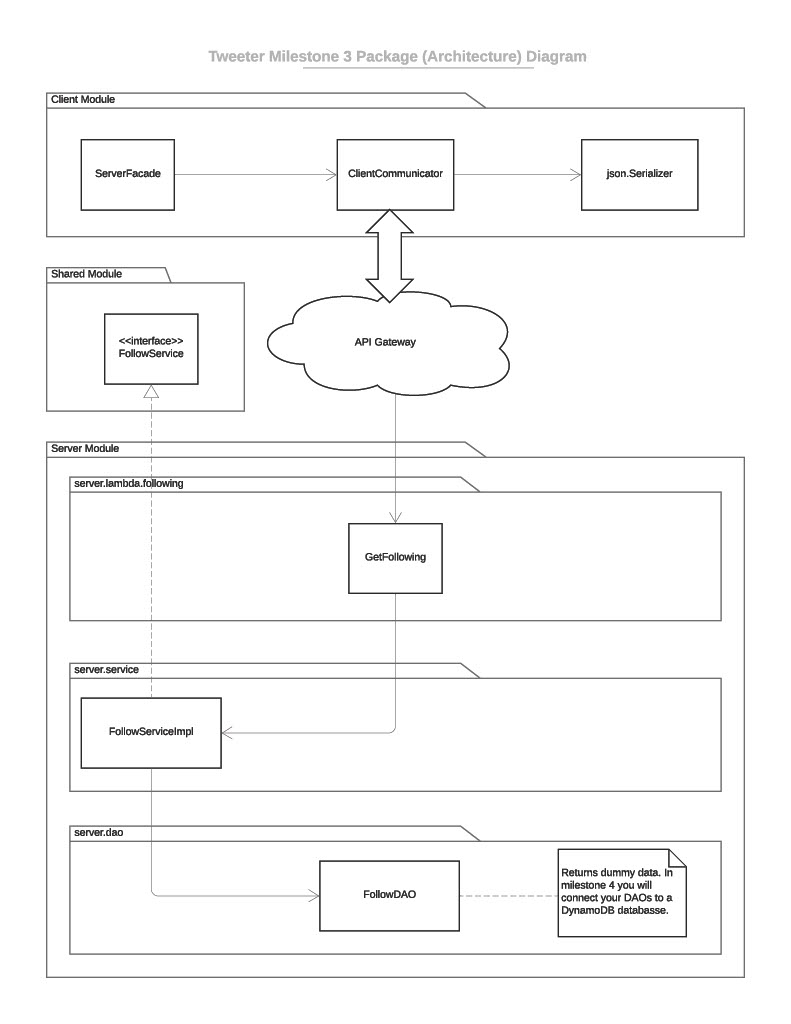 Tweeter Milestone 3 Package (Architecture) Diagram
Client Module
ServerFacade
ClientCommunicator
json.Serializer
Shared Module
<<interface>>
FollowService
API Gateway
Server Module
server.lambda.following
GetFollowing
server.service
FollowServiceImpl
server.dao
FollowDAO
Returns dummy data. In
milestone 4 you will
connect your DAOs to a
DynamoDB databasse.